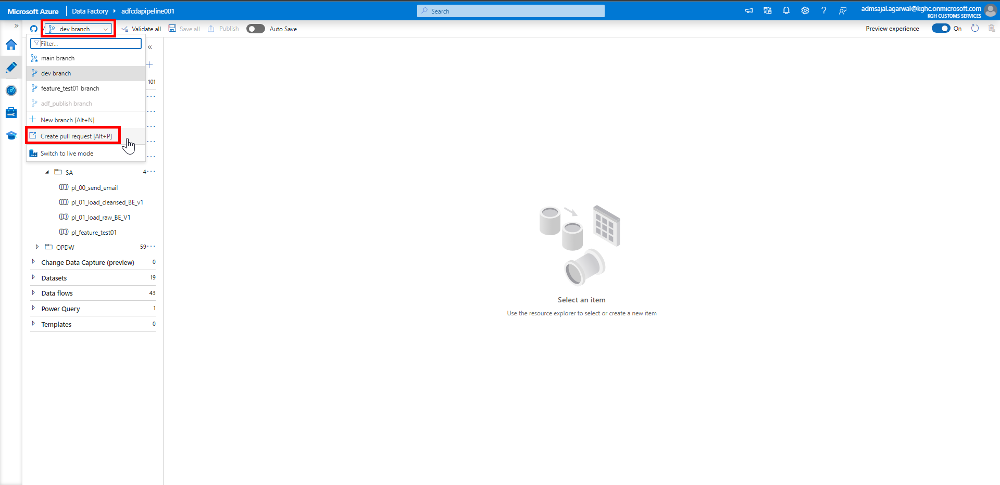 Microsoft Azure
Data Factory
adfcdapipeline001
Search
admsajal.agarwal@kghc.onmicrosoft.com
KGH CUSTOMS SERVICES
dev branch
Validate all
Save all
Publish
Auto Save
Preview experience
On
Filter...
main branch
dev branch
101
feature_test01 branch
adf_publish branch
New branch [Alt+N]
Create pull request [Alt+P]
Switch to live mode
SA 4
pl_00_send_email
pl_01_load_cleansed_BE_v1
pl_01_load_raw_BE_V1
pl_feature_test01
OPDW 59
Change Data Capture (preview) 0
Datasets 19
Data flows 43
Power Query 1
Templates 0
Select an item
Use the resource explorer to select or create a new item